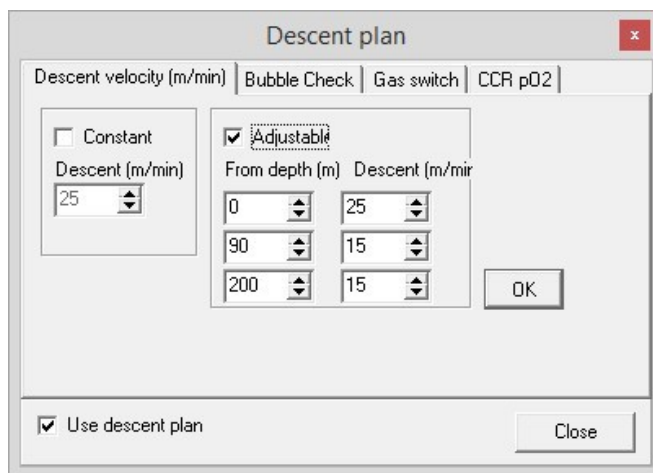 Descent plan
x
Descent velocity (m/min) Bubble Check Gas switch CCR pO2
Constant
Descent (m/min)
25
Adjustable
From depth (m) Descent (m/mir
0 25
90 15
200 15
OK
Use descent plan
Close